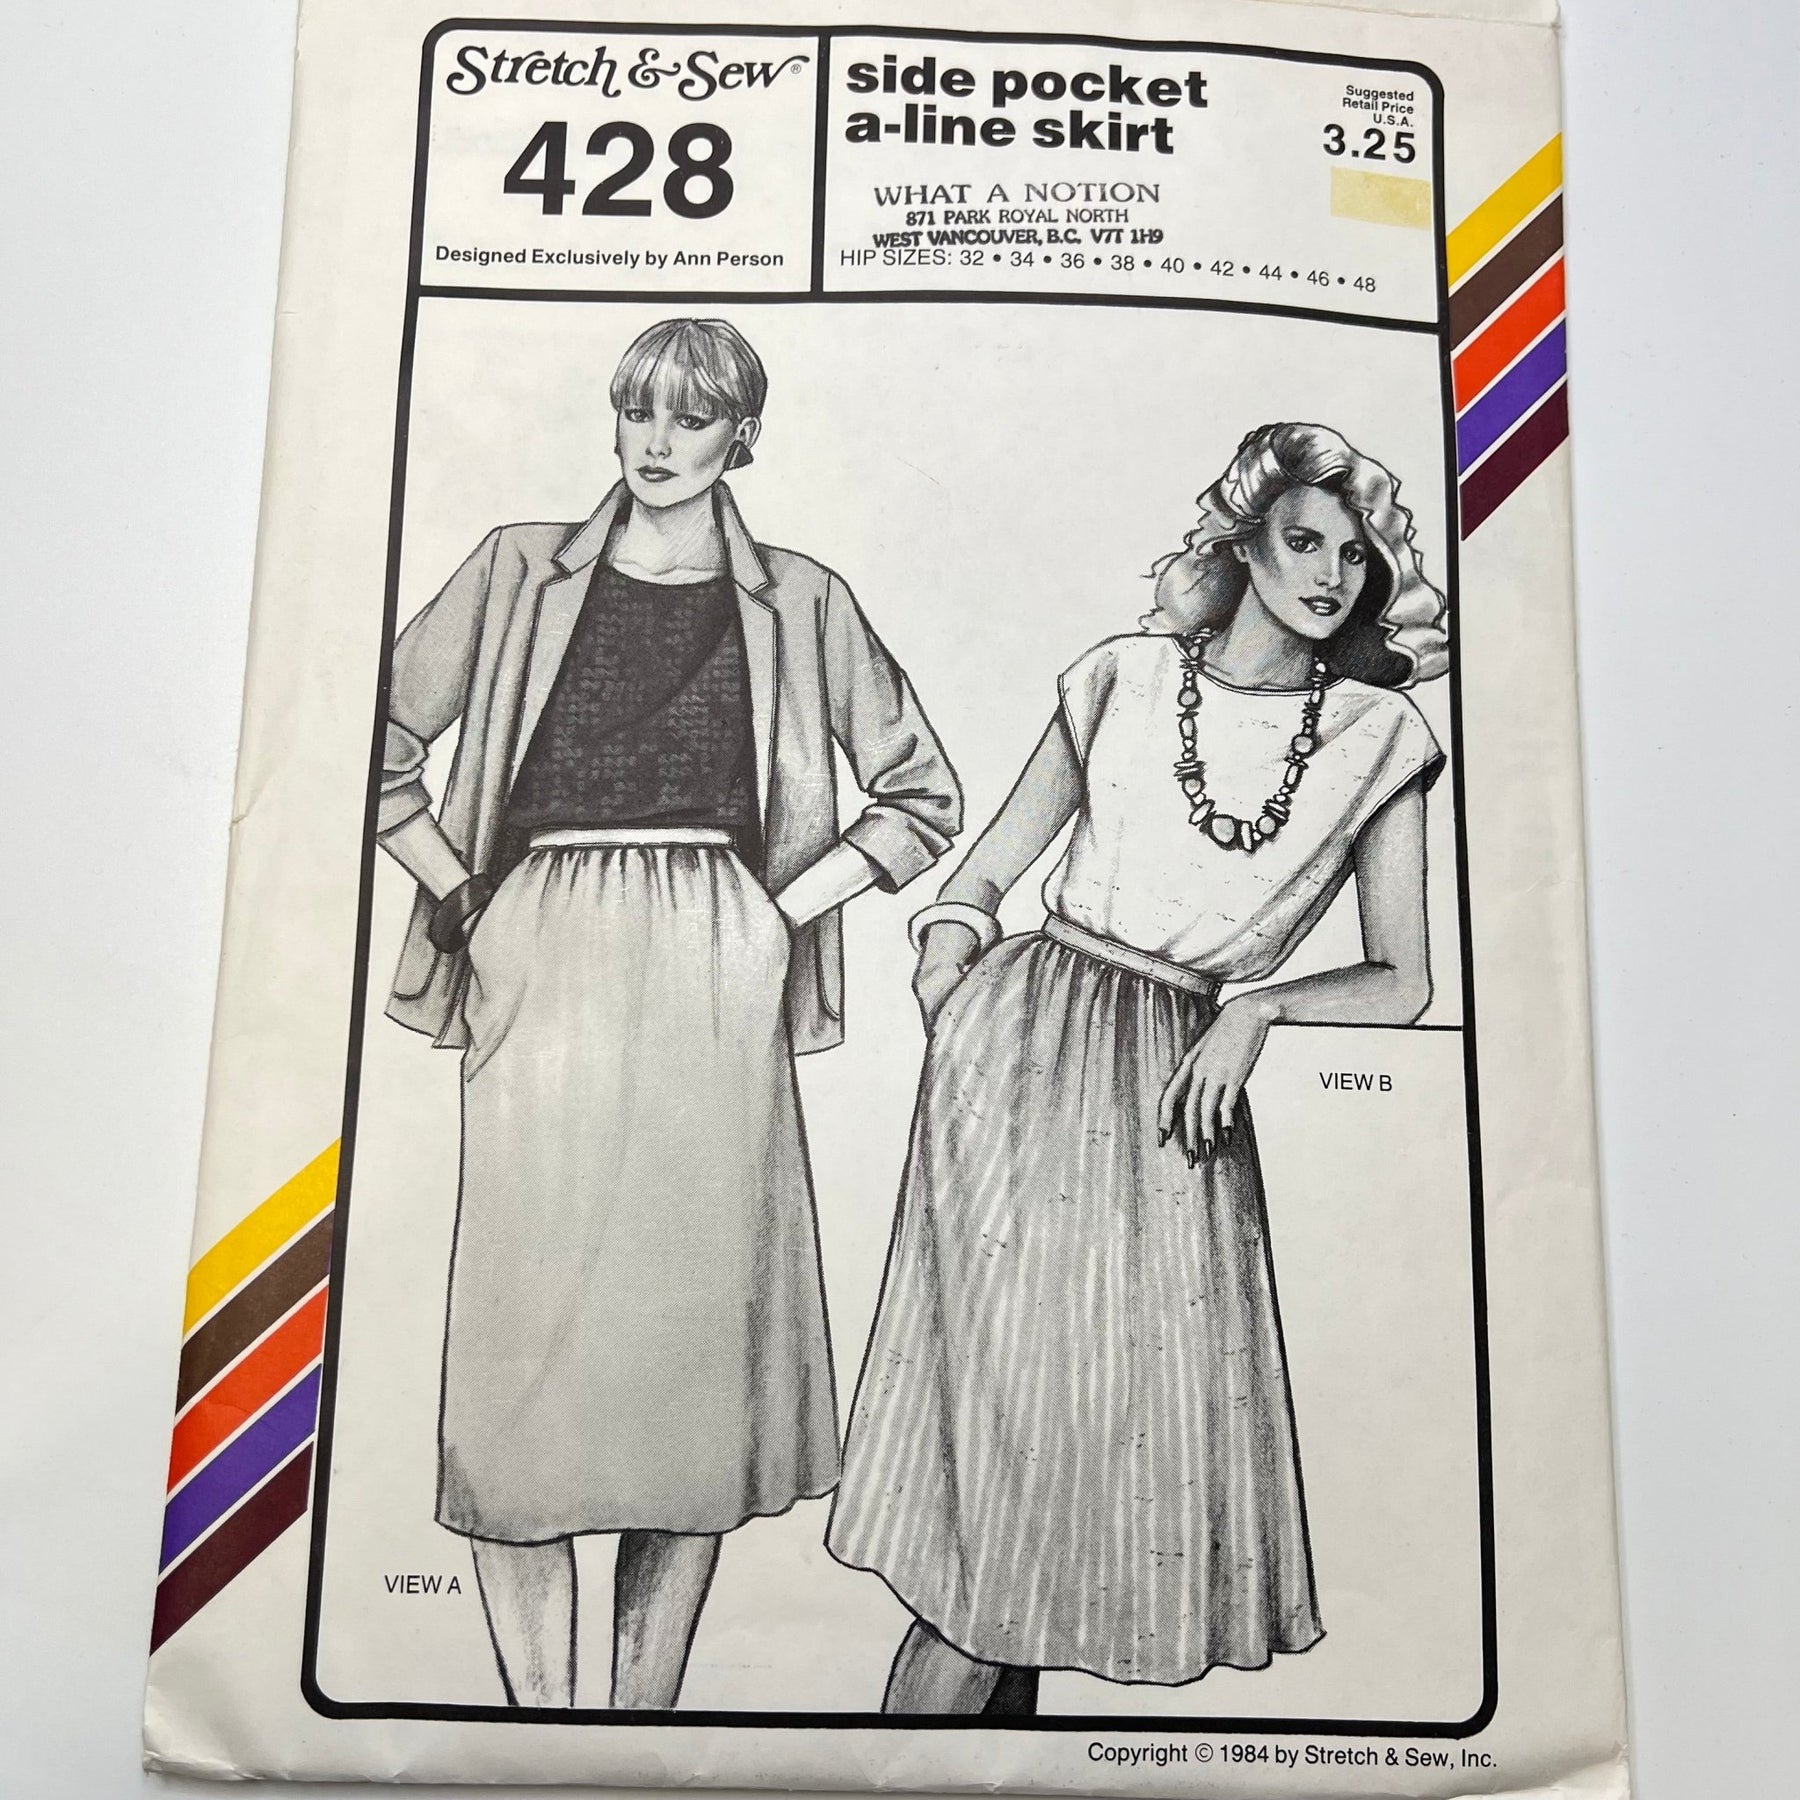 Stretch & Sew®
428
Designed Exclusively by Ann Person
side pocket
a-line skirt
Suggested
Retail Price
U.S.A.
3.25
WHAT A NOTION
871 PARK ROYAL NORTH
WEST VANCOUVER, B.C. V7T 1H9
HIP SIZES: 32 • 34 • 36 • 38 • 40 • 42 • 44 • 46 • 48
VIEW B
VIEW A
Copyright © 1984 by Stretch & Sew, Inc.